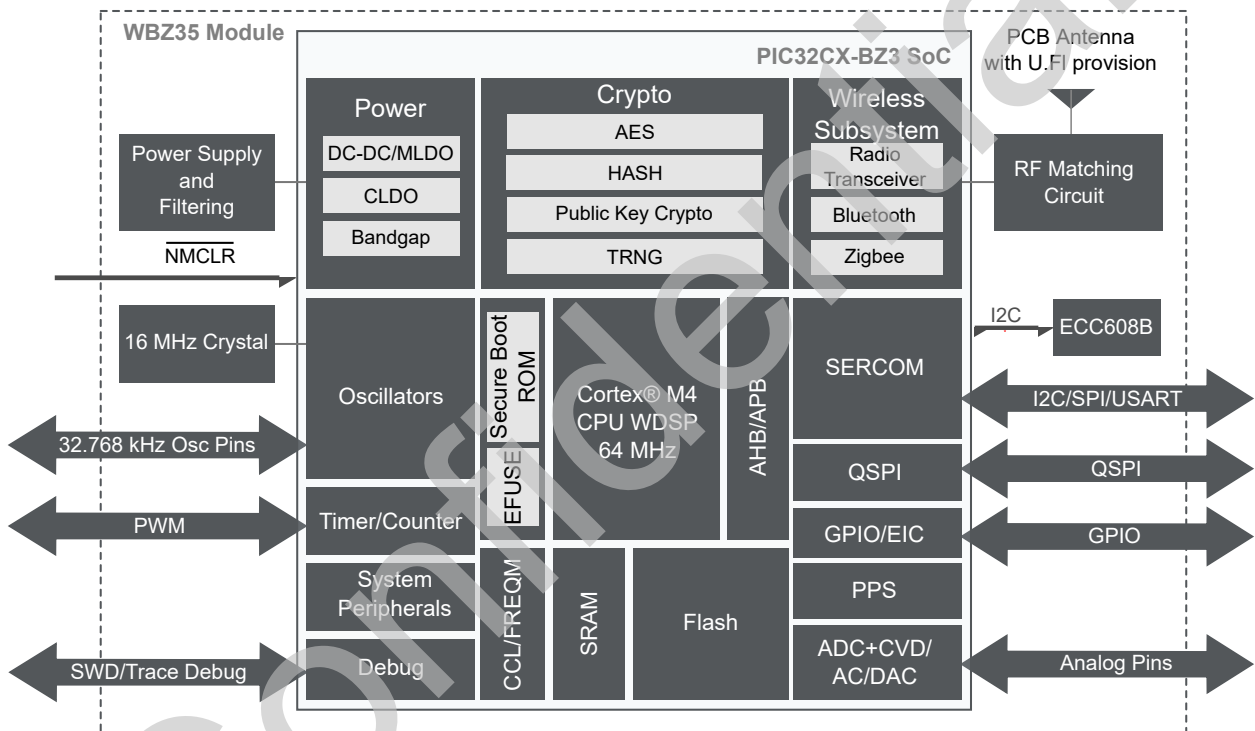 WBZ35 Module
PIC32CX-BZ3 SoC
PCB Antenna
with U.Fl provision
Power Supply
and
Filtering
NMCLR
16 MHz Crystal
32.768 kHz Osc Pins
PWM
SWD/Trace Debug
Power
DC-DC/MLDO
CLDO
Bandgap
Crypto
AES
HASH
Public Key Crypto
TRNG
Wireless
Subsystem
Radio
Transceiver
Bluetooth
Zigbee
RF Matching
Circuit
Oscillators
Timer/Counter
System
Peripherals
Debug
Secure Boot
ROM
EFUSE
CCL/FREQM
Cortex® M4
CPU WDSP
64 MHz
AHB/APB
SRAM
Flash
SERCOM
QSPI
GPIO/EIC
PPS
ADC+CVD/
AC/DAC
I2C
ECC608B
I2C/SPI/USART
QSPI
GPIO
Analog Pins
Confidential